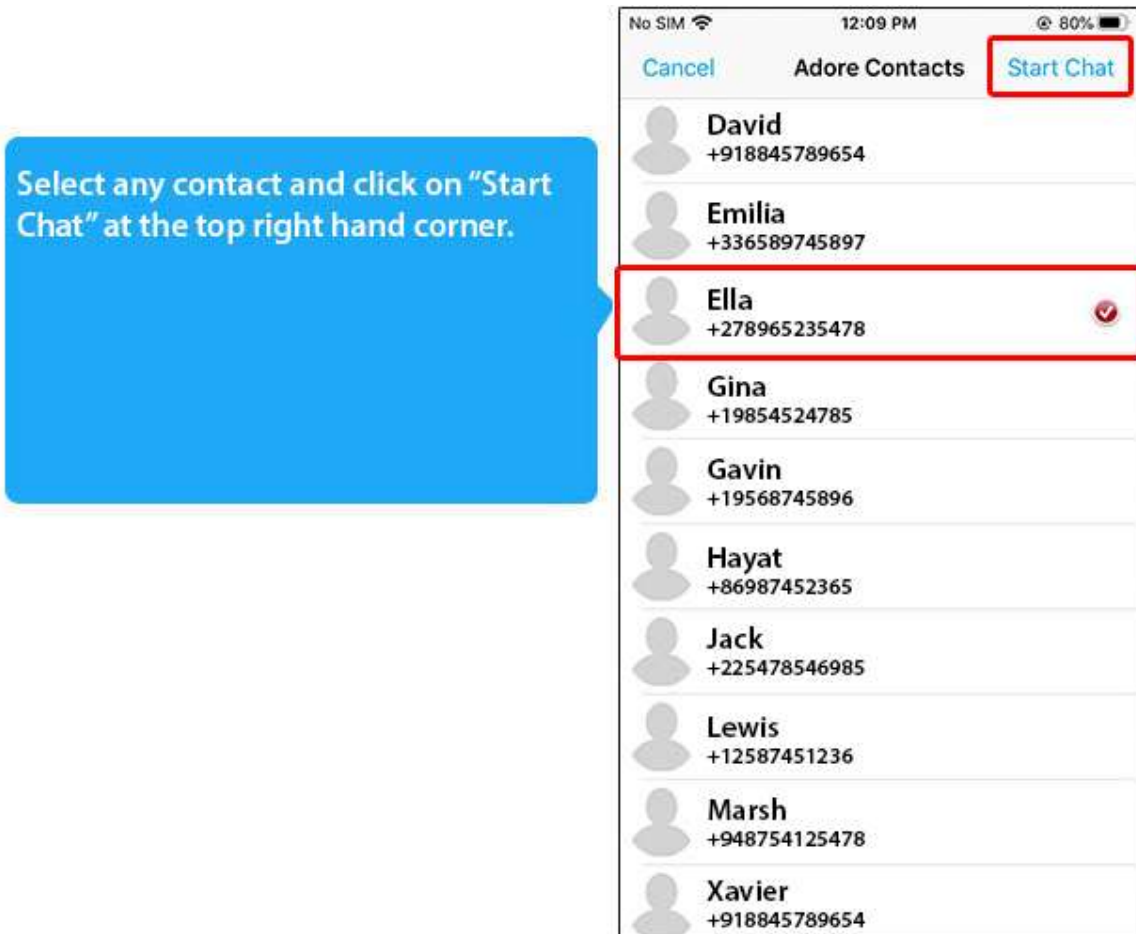 Select any contact and click on "Start
Chat" at the top right hand corner.
No SIM 12:09 PM 80%
Cancel Adore Contacts Start Chat
David
+918845789654
Emilia
+336589745897
Ella
+278965235478
Gina
+19854524785
Gavin
+19568745896
Hayat
+86987452365
Jack
+225478546985
Lewis
+12587451236
Marsh
+948754125478
Xavier
+918845789654